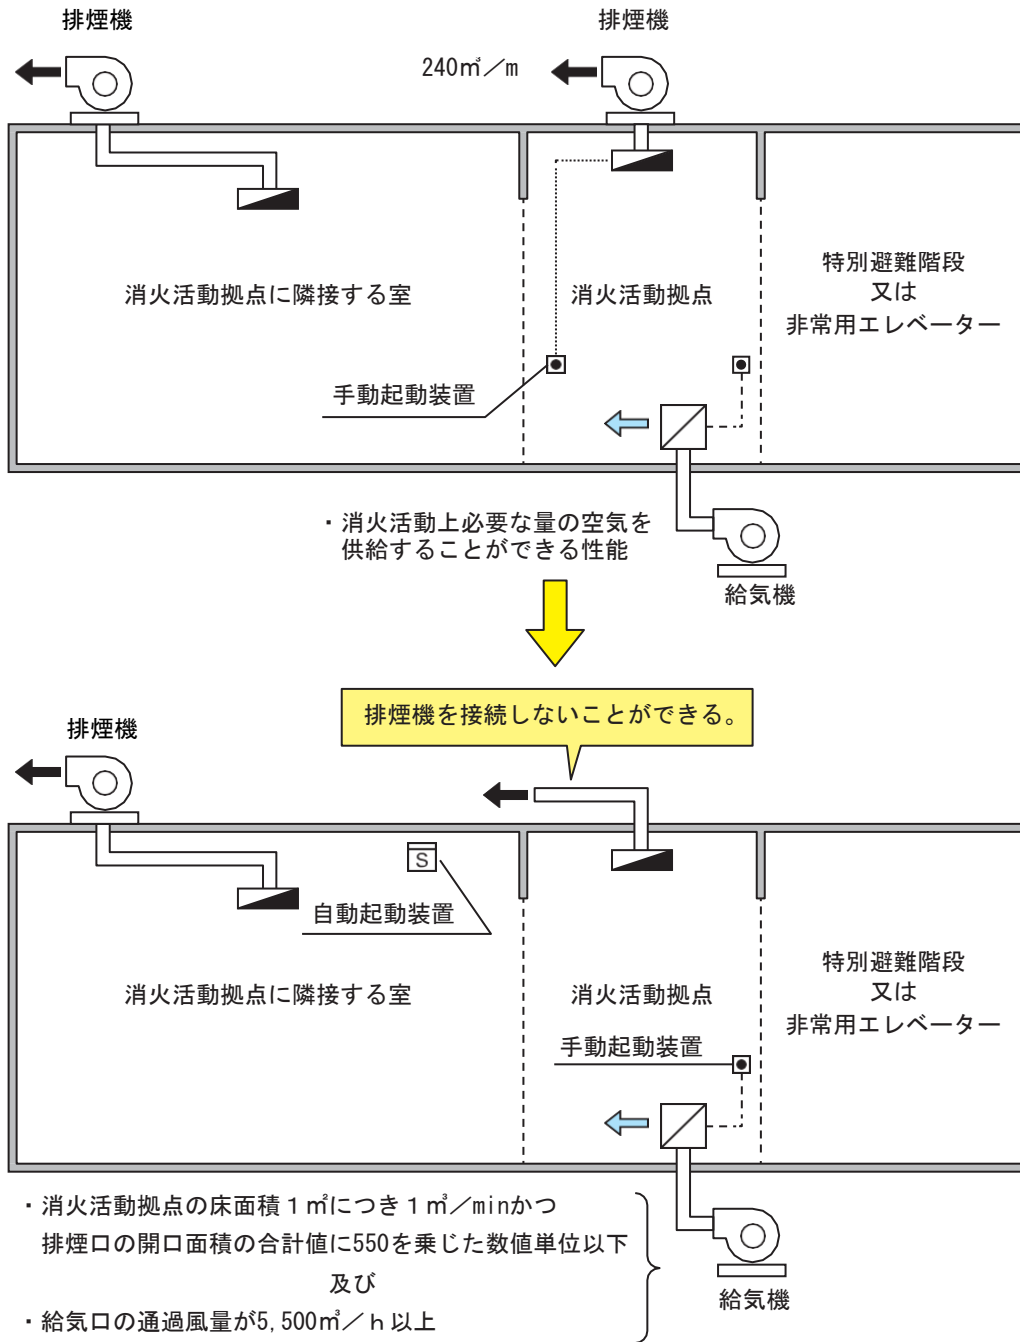 排煙機
排煙機
240㎥／m
消火活動拠点に隣接する室
消火活動拠点
特別避難階段
又は
非常用エレベーター
手動起動装置
・消火活動上必要な量の空気を
供給することができる性能
給気機
排煙機を接続しないことができる。
排煙機
S
自動起動装置
消火活動拠点に隣接する室
消火活動拠点
特別避難階段
又は
非常用エレベーター
手動起動装置
・消火活動拠点の床面積１㎡につき１㎥／minかつ
排煙口の開口面積の合計値に550を乗じた数値単位以下
及び
・給気口の通過風量が5,500㎥／ｈ以上
給気機